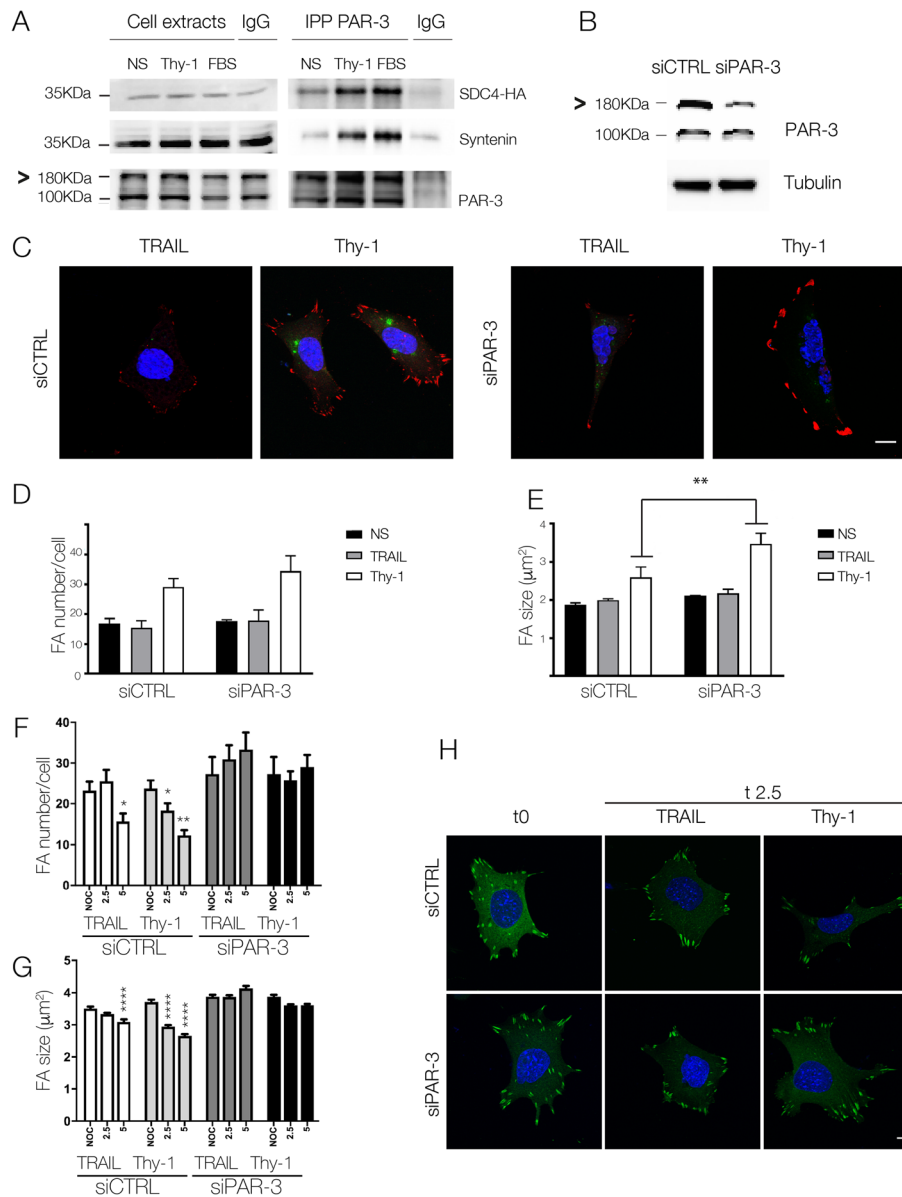 A
Cell extracts IgG IPP PAR-3 IgG
NS Thy-1 FBS NS Thy-1 FBS
35KDa SDC4-HA
35KDa Syntenin
> 180KDa
100KDa PAR-3
B
siCTRL siPAR-3
> 180KDa
100KDa PAR-3
Tubulin
C
TRAIL Thy-1 TRAIL Thy-1
siCTRL
siPAR-3
D
FA number/cell
40
30
20
10
0
NS
TRAIL
Thy-1
siCTRL siPAR-3
E
**
FA size (μm²)
4
3
2
1
NS
TRAIL
Thy-1
siCTRL siPAR-3
F
FA number/cell
40
30
20
10
0
* * **
NOC 2.5 5 NOC 2.5 5 NOC 2.5 5 NOC 2.5 5
TRAIL Thy-1 TRAIL Thy-1
siCTRL siPAR-3
G
FA size (μm²)
5
4
3
2
1
0
**** **** ****
NOC 2.5 5 NOC 2.5 5 NOC 2.5 5 NOC 2.5 5
TRAIL Thy-1 TRAIL Thy-1
siCTRL siPAR-3
H
t 2.5
t0 TRAIL Thy-1
siCTRL
siPAR-3